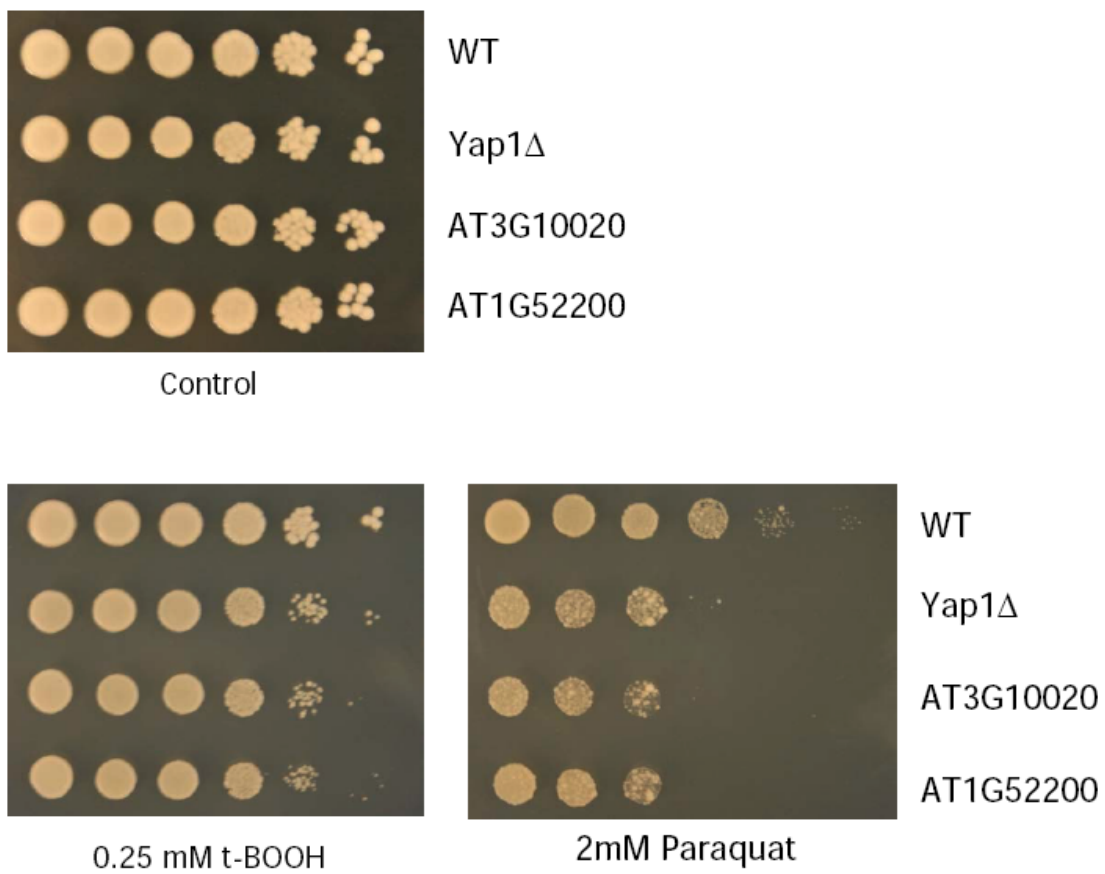 WT
Yap1Δ
AT3G10020
AT1G52200
Control
WT
Yap1Δ
AT3G10020
AT1G52200
0.25 mM t-BOOH
2mM Paraquat